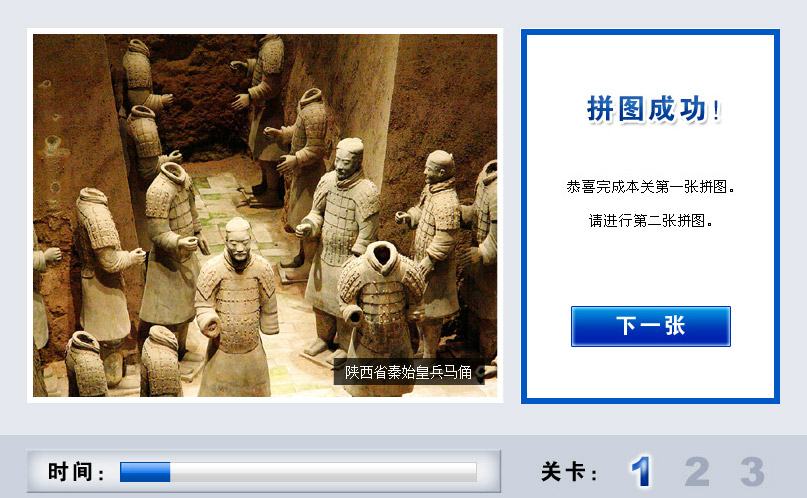 陕西省秦始皇兵马俑
拼图成功!
恭喜完成本关第一张拼图。
请进行第二张拼图。
下一张
时间:
关卡: 1 2 3